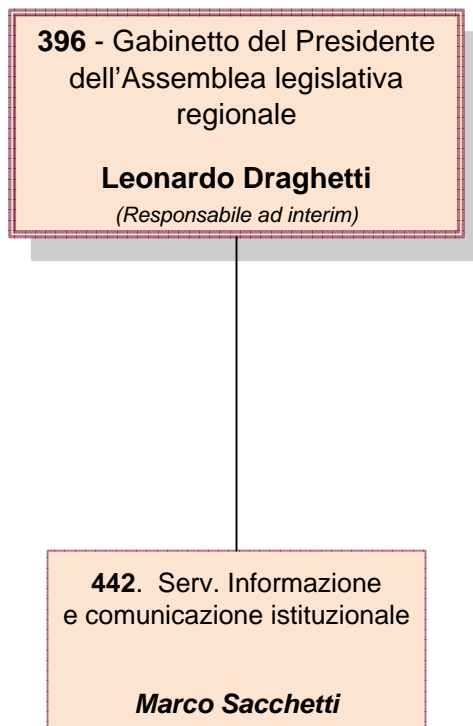 396 - Gabinetto del Presidente
dell’Assemblea legislativa
regionale
Leonardo Draghetti
(Responsabile ad interim)
442.  Serv. Informazione
e comunicazione istituzionale
Marco Sacchetti